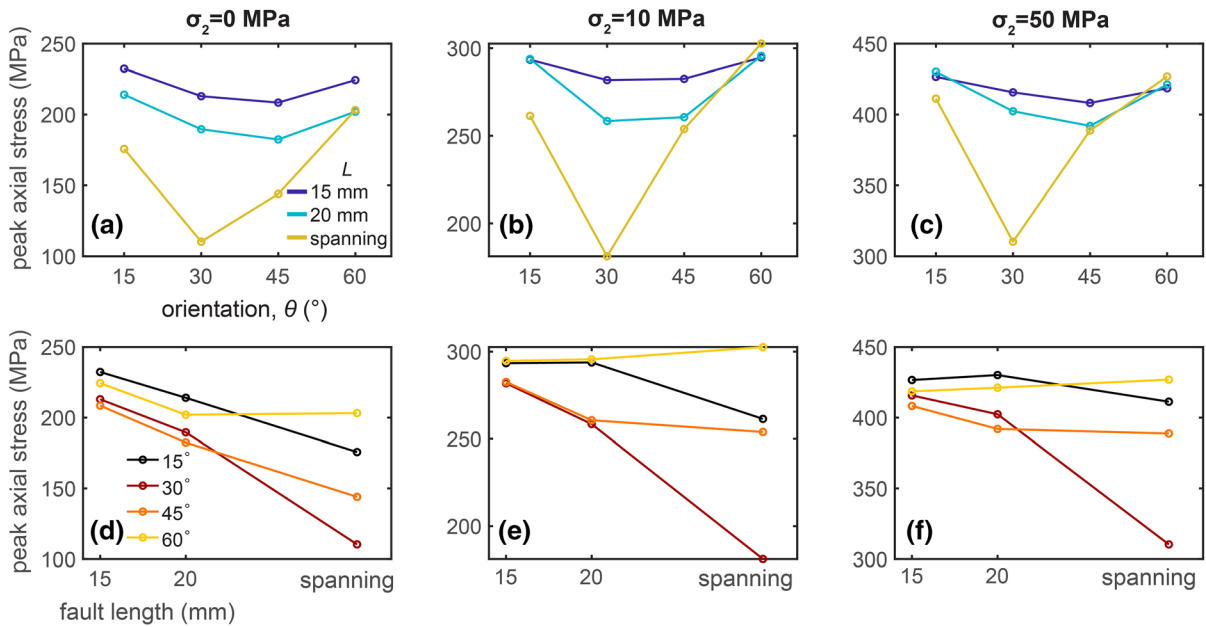 σ₂=0 MPa
σ₂=10 MPa
σ₂=50 MPa
peak axial stress (MPa)
250
200
150
100
L
15 mm
20 mm
spanning
(a)
15 30 45 60
orientation, θ (°)
300
250
200
(b)
15 30 45 60
450
400
350
300
(c)
15 30 45 60
peak axial stress (MPa)
250
200
150
100
15°
30°
45°
60°
(d)
15 20 spanning
fault length (mm)
300
250
200
(e)
15 20 spanning
450
400
350
300
(f)
15 20 spanning